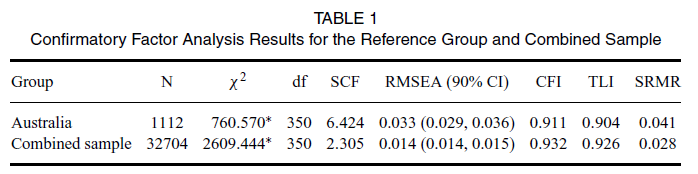 TABLE 1
Confirmatory Factor Analysis Results for the Reference Group and Combined Sample
Group N χ² df SCF RMSEA (90% CI) CFI TLI SRMR
Australia 1112 760.570* 350 6.424 0.033 (0.029, 0.036) 0.911 0.904 0.041
Combined sample 32704 2609.444* 350 2.305 0.014 (0.014, 0.015) 0.932 0.926 0.028